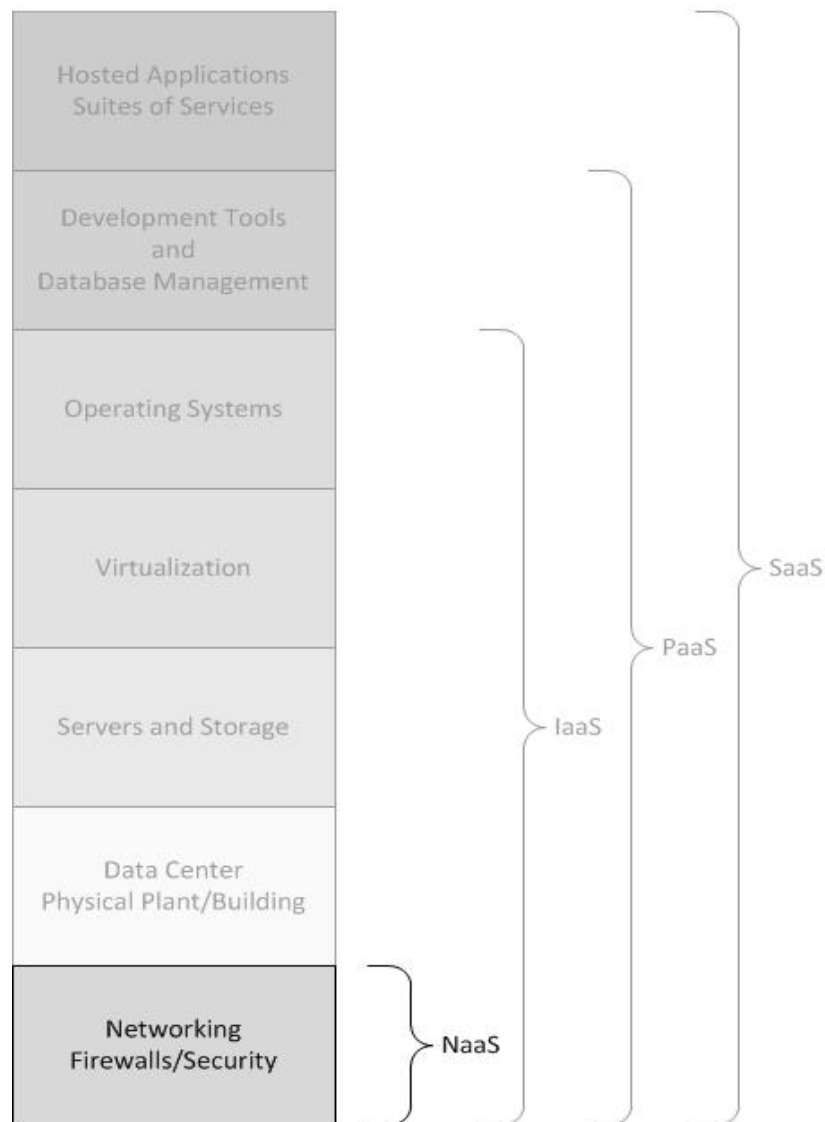 Hosted Applications
Suites of Services
Development Tools
and
Database Management
Operating Systems
Virtualization
SaaS
PaaS
Servers and Storage
IaaS
Data Center
Physical Plant/Building
Networking
Firewalls/Security
NaaS